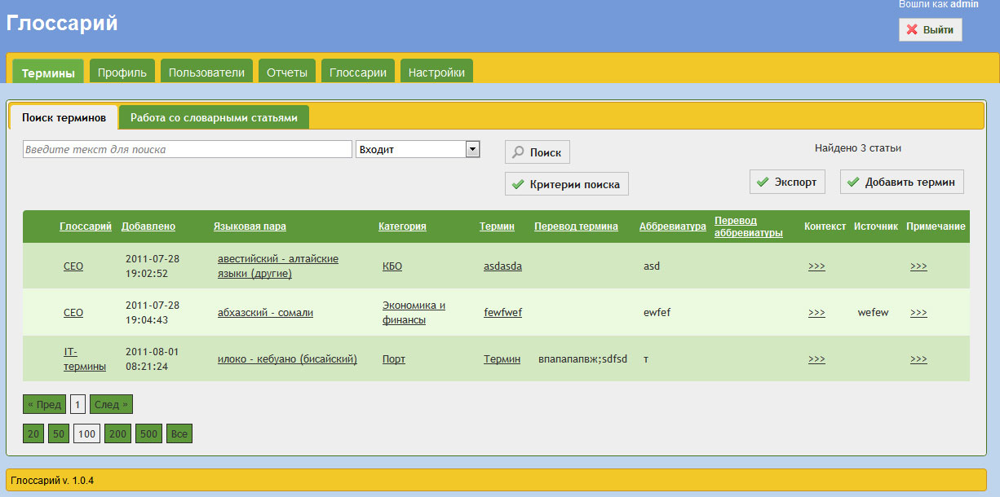 Вошли как admin
Глоссарий
Выйти
Термины Профиль Пользователи Отчеты Глоссарии Настройки
Поиск терминов Работа со словарными статьями
Введите текст для поиска Входит Поиск Найдено 3 статьи
Критерии поиска Экспорт Добавить термин
Глоссарий Добавлено Языковая пара Категория Термин Перевод термина Аббревиатура Перевод аббревиатуры Контекст Источник Примечание
CEO 2011-07-28 19:02:52 авестийский - алтайские языки (другие) КБО asdasda asd >>> >>>
CEO 2011-07-28 19:04:43 абхазский - сомали Экономика и финансы fewfwef ewfef >>> wefew >>>
IT-термины 2011-08-01 08:21:24 илоко - кебуано (бисайский) Порт Термин впапапапвж;sdfsd т >>> >>>
« Пред 1 След »
20 50 100 200 500 Все
Глоссарий v. 1.0.4